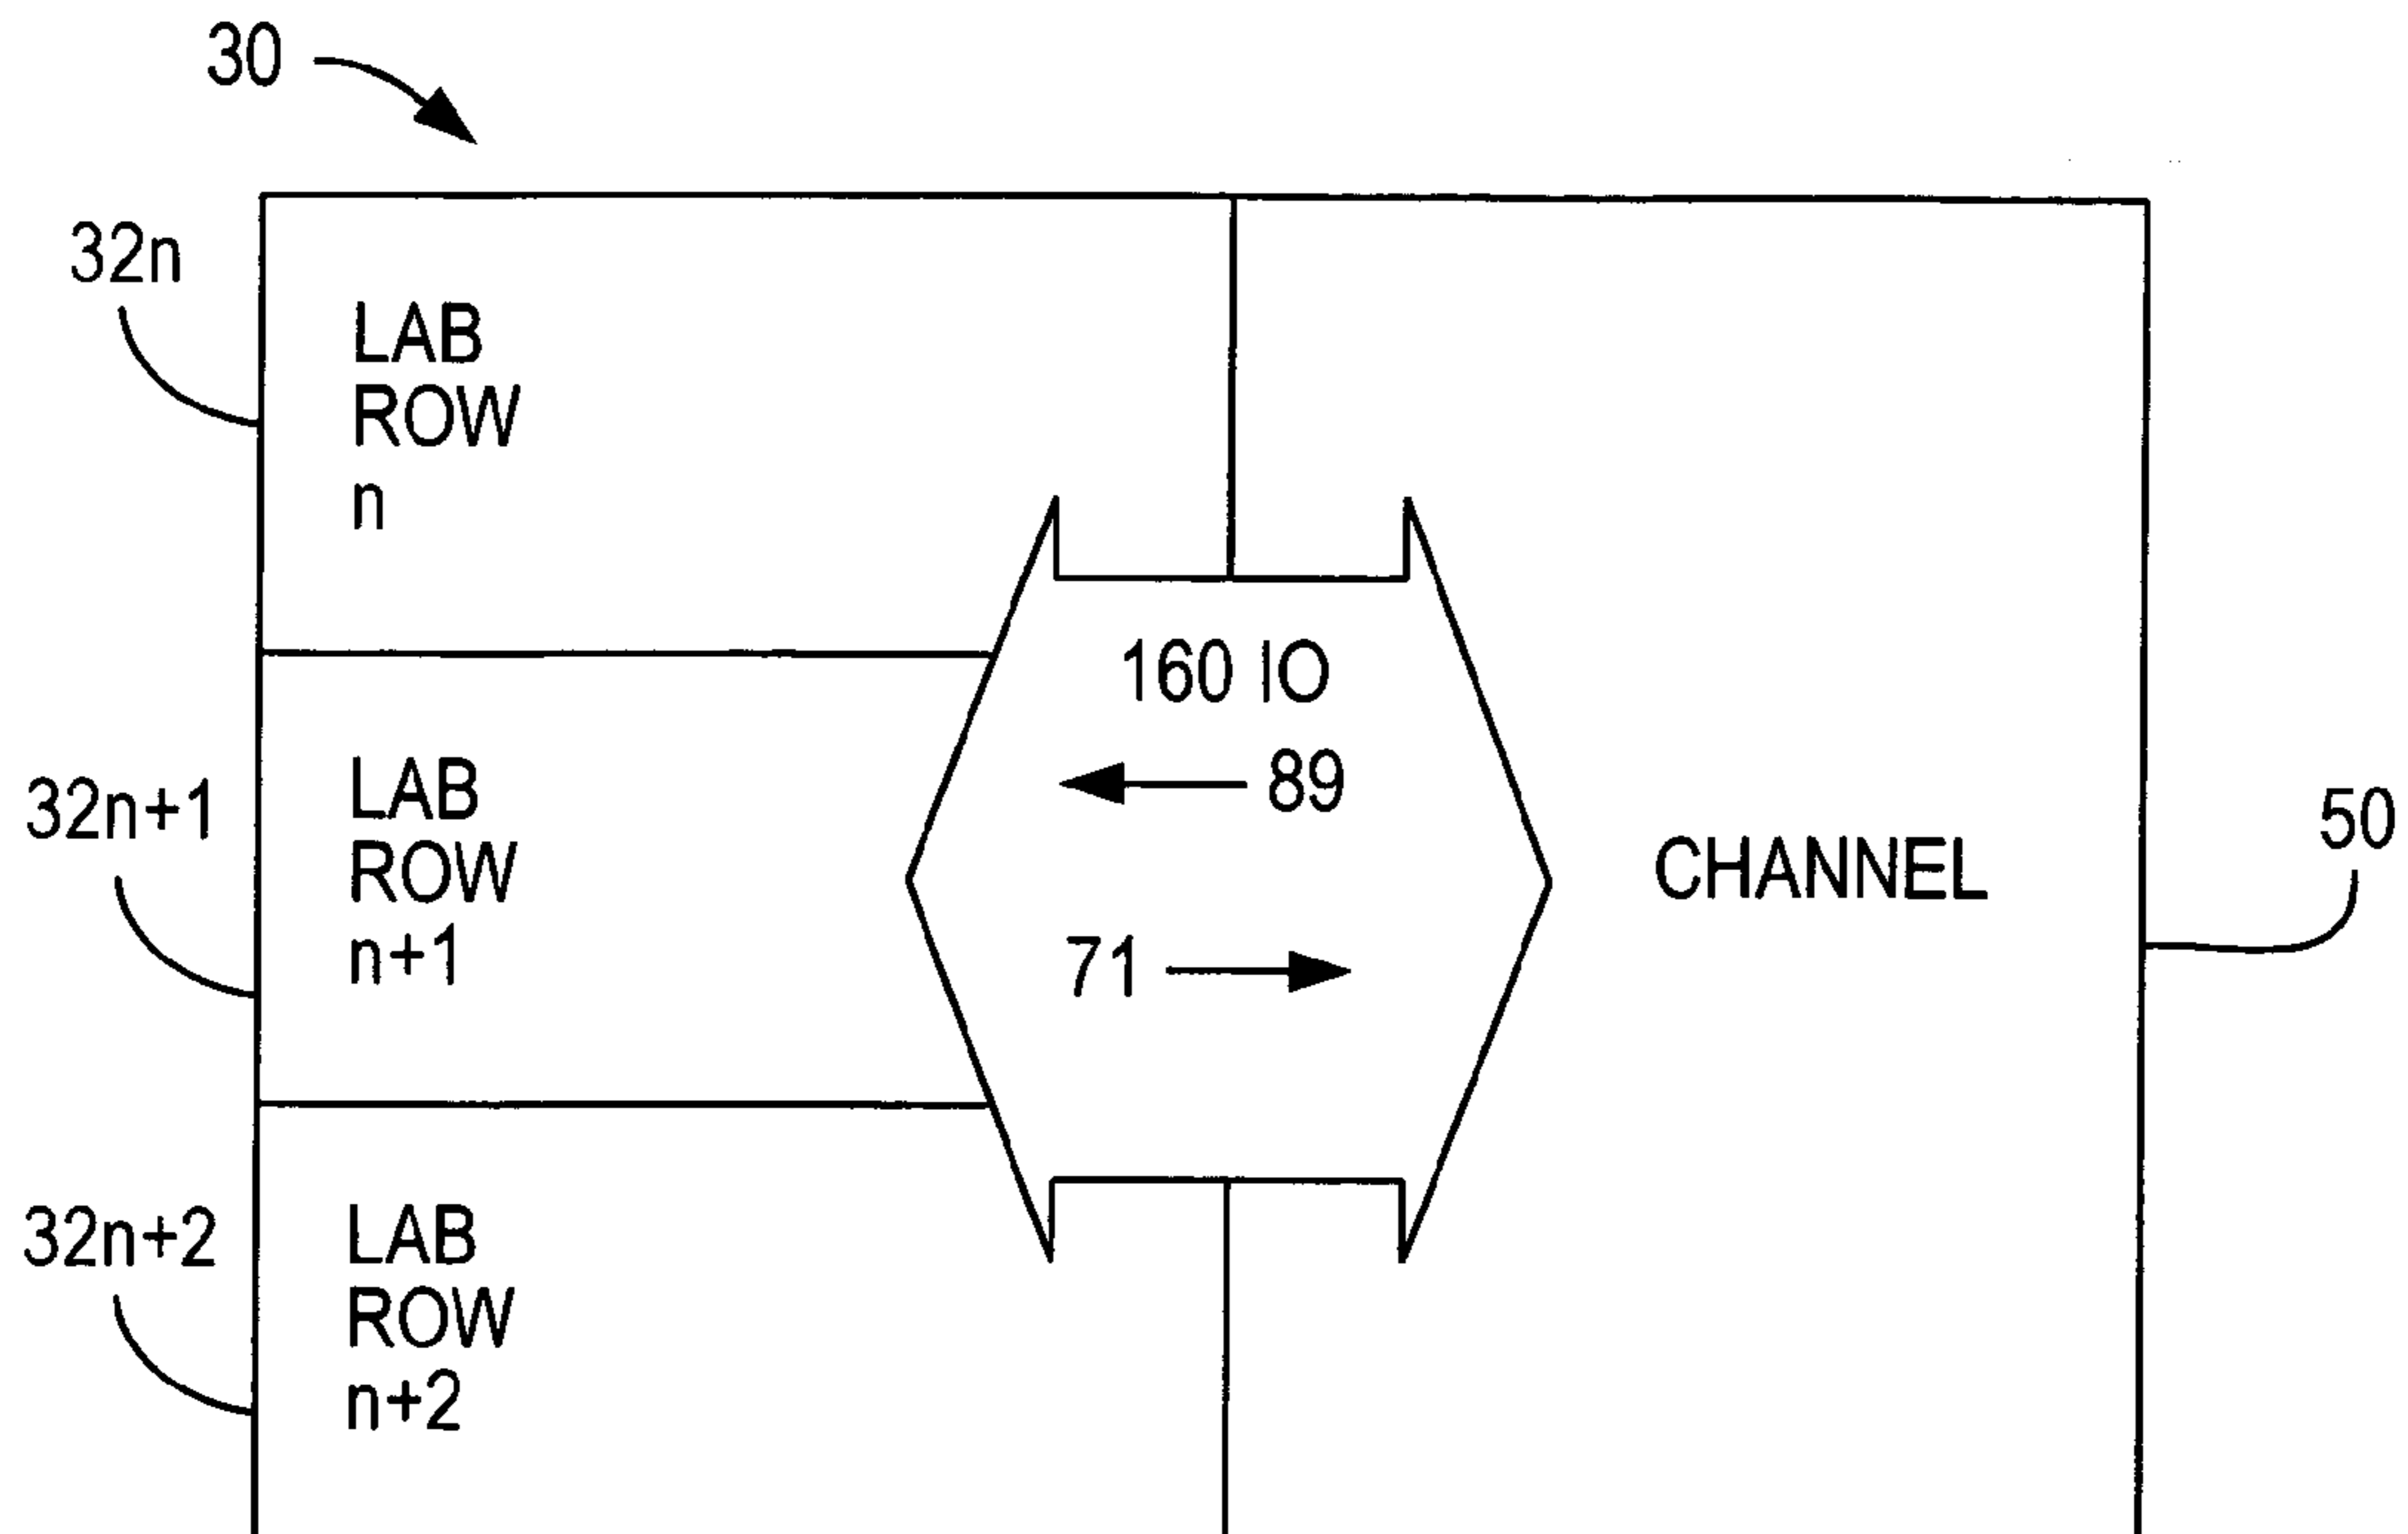 30
32n
LAB
ROW
n
160 IO
89
32n+1
LAB
ROW
n+1
71
CHANNEL
50
32n+2
LAB
ROW
n+2